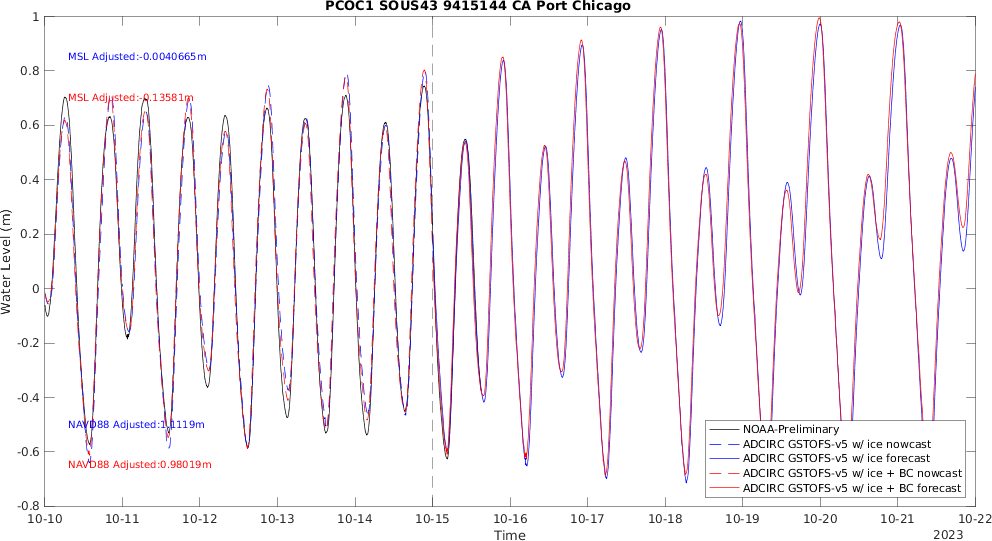 PCOC1 SOUS43 9415144 CA Port Chicago
1
0.8
0.6
0.4
0.2
0
-0.2
-0.4
-0.6
-0.8
Water Level (m)
MSL Adjusted:-0.0040665m
MSL Adjusted:-0.13581m
NAVD88 Adjusted:1.1119m
NAVD88 Adjusted:0.98019m
NOAA-Preliminary
ADCIRC GSTOFS-v5 w/ ice nowcast
ADCIRC GSTOFS-v5 w/ ice forecast
ADCIRC GSTOFS-v5 w/ ice + BC nowcast
ADCIRC GSTOFS-v5 w/ ice + BC forecast
10-10 10-11 10-12 10-13 10-14 10-15 10-16 10-17 10-18 10-19 10-20 10-21 10-22
Time
2023